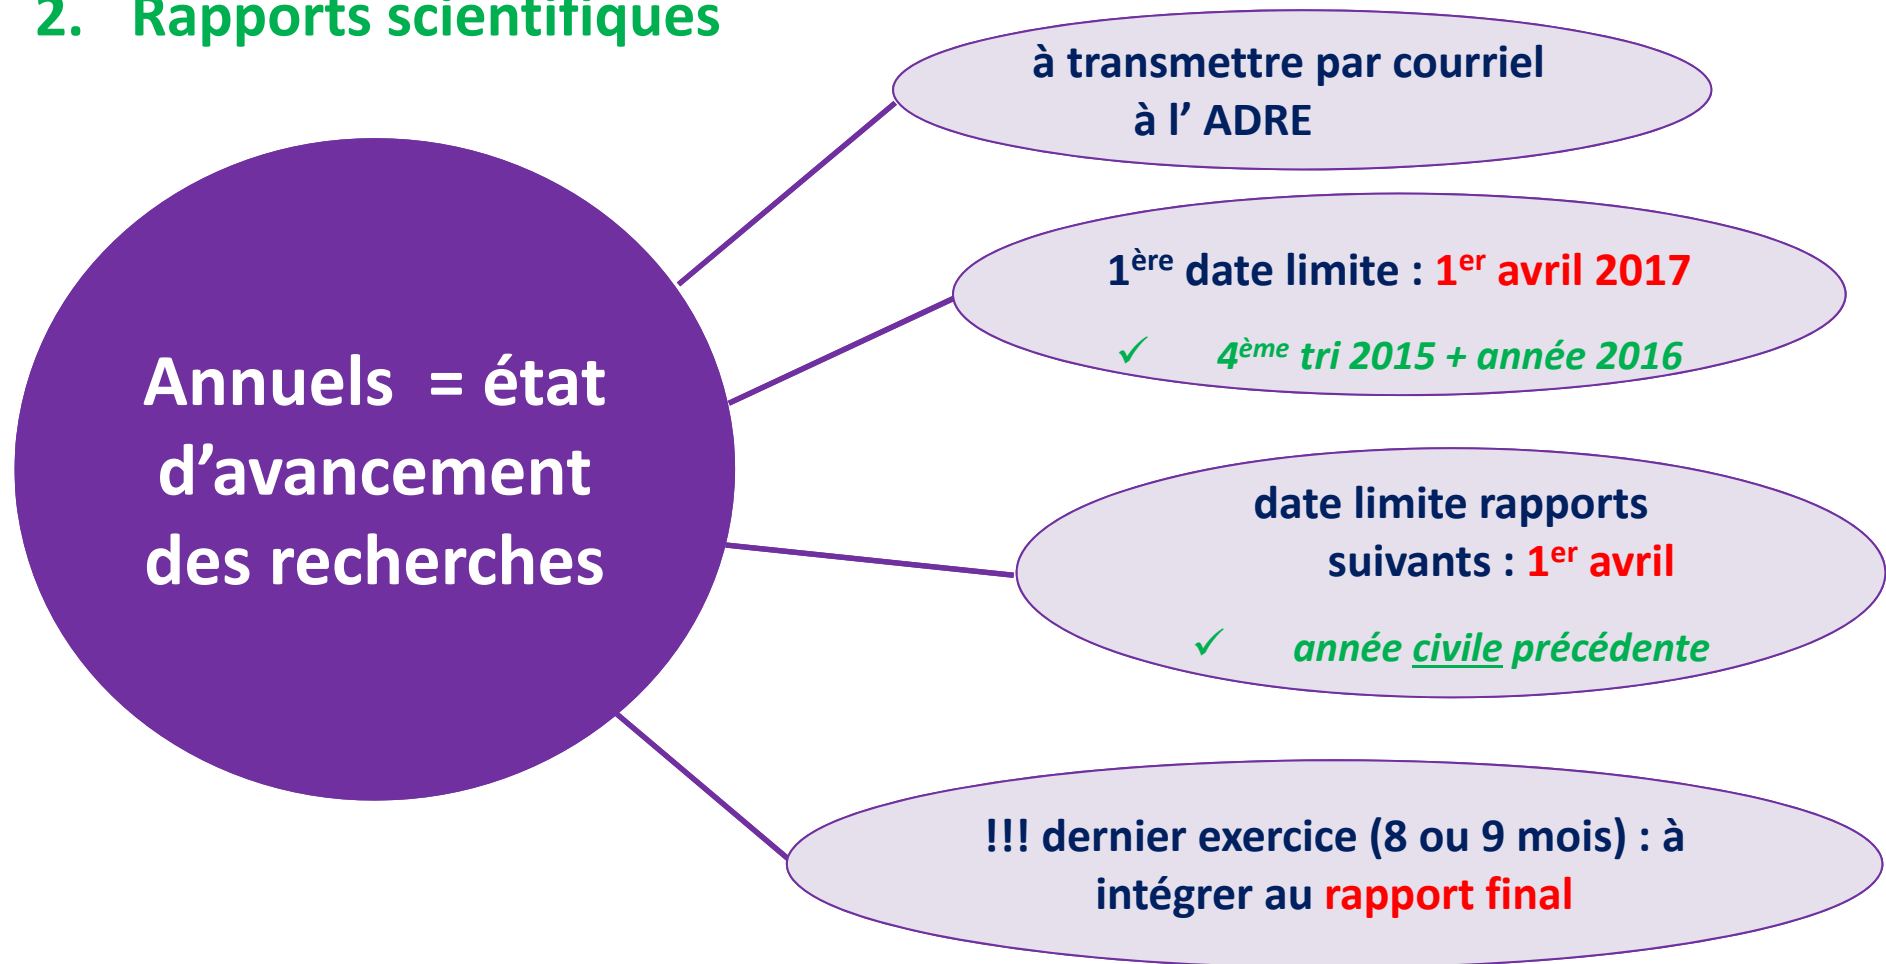 2. Rapports scientifiques
à transmettre par courriel
à l’ ADRE
1ère date limite : 1er avril 2017
✓ 4ème tri 2015 + année 2016
Annuels = état
d’avancement
des recherches
date limite rapports
suivants : 1er avril
✓ année civile précédente
!!! dernier exercice (8 ou 9 mois) : à
intégrer au rapport final